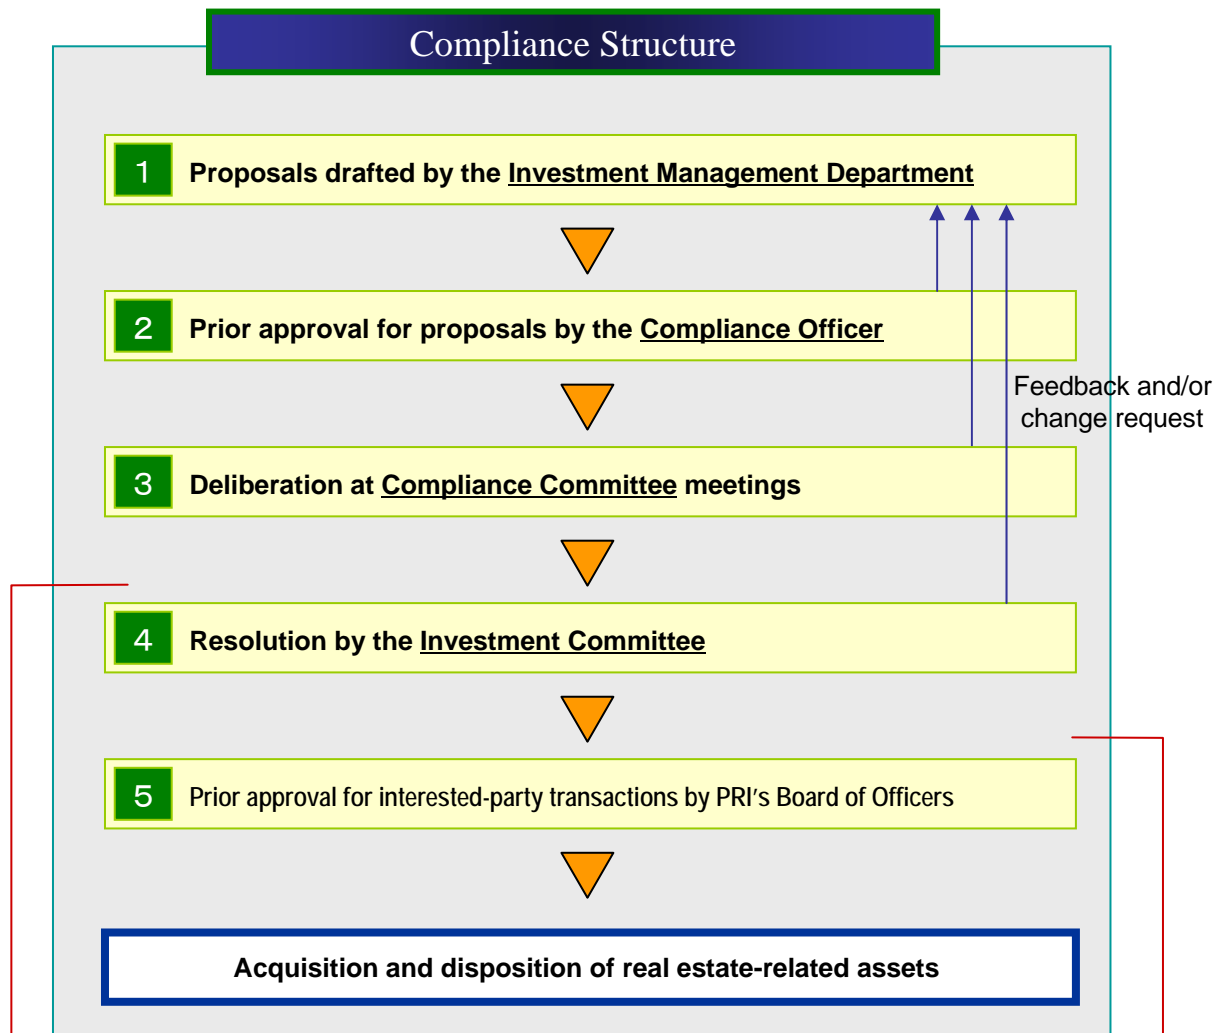 Compliance Structure
1 Proposals drafted by the Investment Management Department
2 Prior approval for proposals by the Compliance Officer
Feedback and/or
change request
3 Deliberation at Compliance Committee meetings
4 Resolution by the Investment Committee
5 Prior approval for interested-party transactions by PRI's Board of Officers
Acquisition and disposition of real estate-related assets